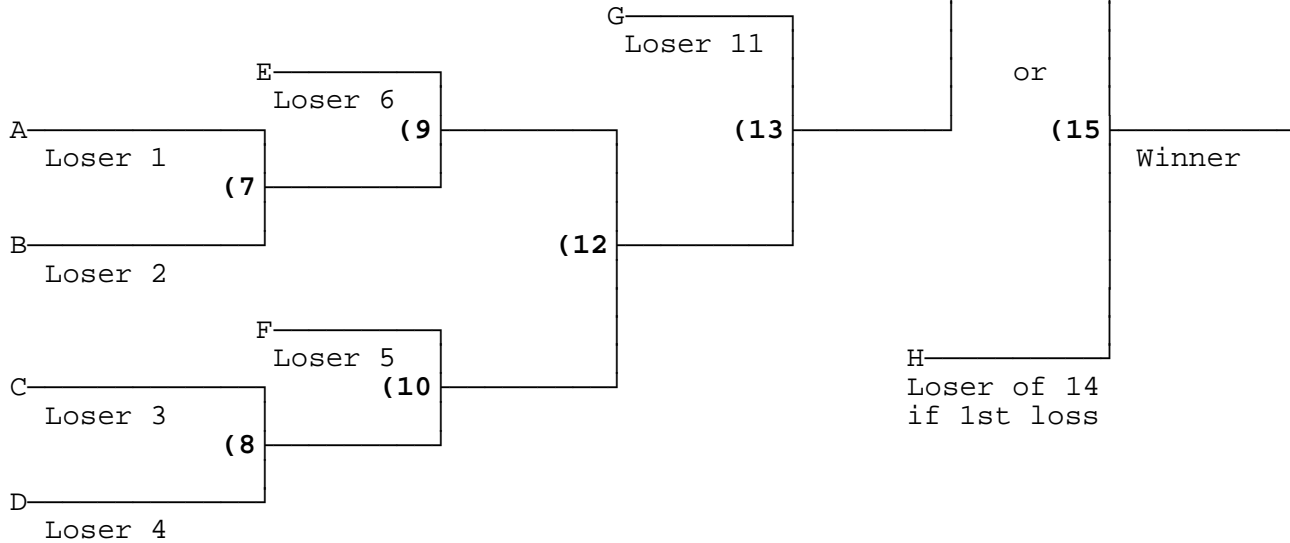 G
Loser 11
E
or
Loser 6
A
(9
(13
(15
Loser 1
Winner
(7
B
(12
Loser 2
F
Loser 5
H
C
(10
Loser of 14
Loser 3
if 1st loss
(8
D
Loser 4